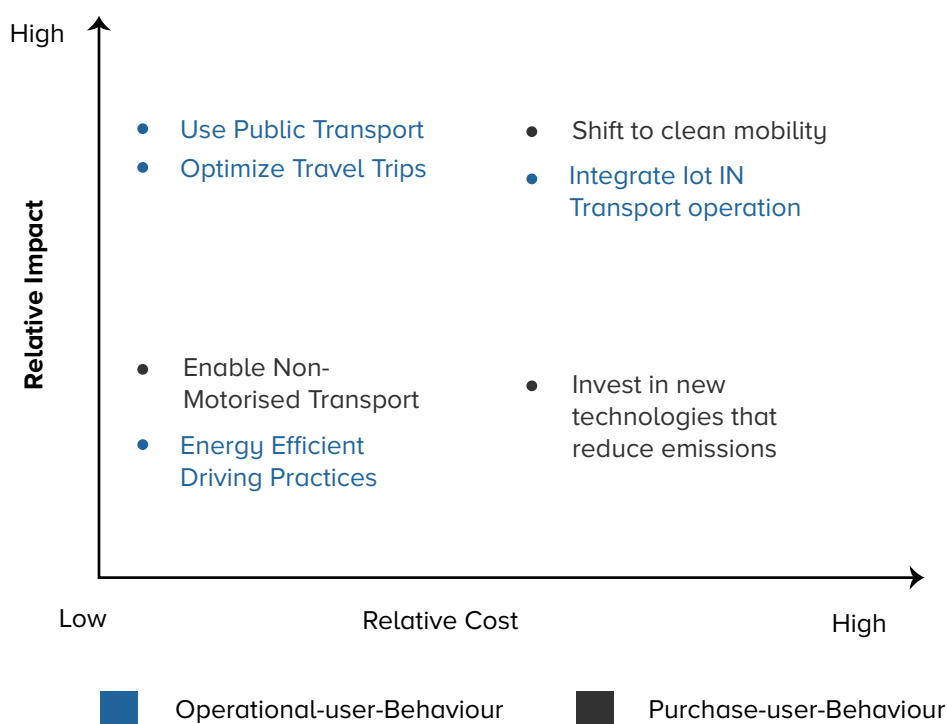 High
Use Public Transport
Optimize Travel Trips
Shift to clean mobility
Integrate Iot IN
Transport operation
Relative Impact
Enable Non-
Motorised Transport
Energy Efficient
Driving Practices
Invest in new
technologies that
reduce emissions
Low
Relative Cost
High
Operational-user-Behaviour
Purchase-user-Behaviour